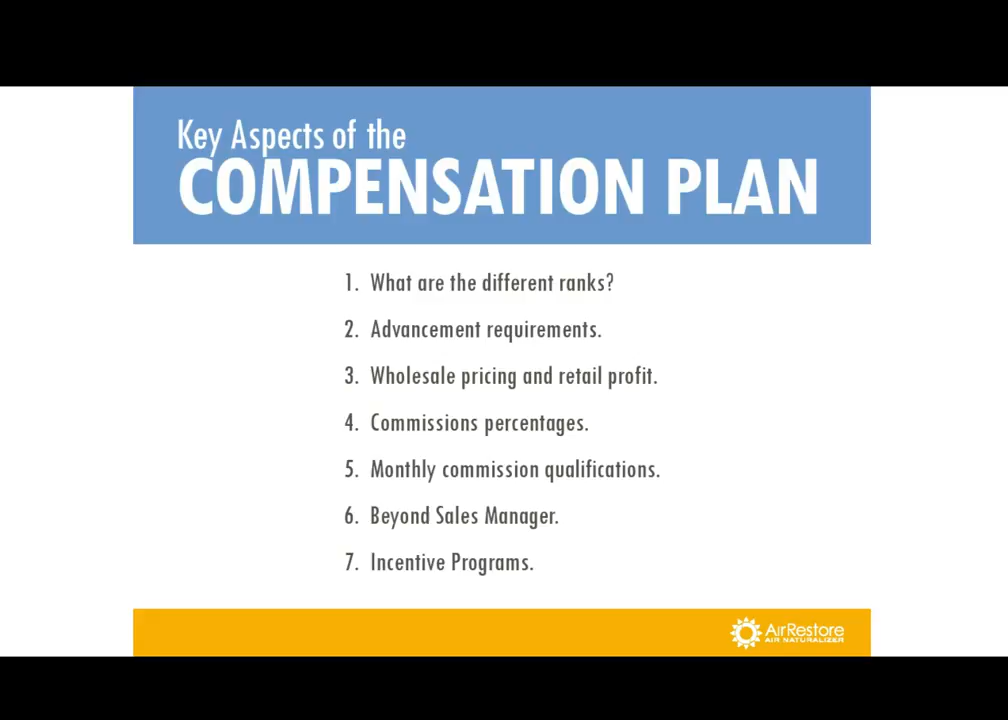 Key Aspects of the
COMPENSATION PLAN
1. What are the different ranks?
2. Advancement requirements.
3. Wholesale pricing and retail profit.
4. Commissions percentages.
5. Monthly commission qualifications.
6. Beyond Sales Manager.
7. Incentive Programs.
AirRestore
AIR NATURALIZER